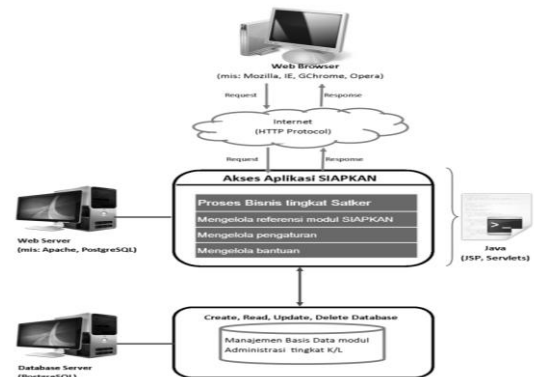 Web Browser
(mis: Mozilla, IE, GChrome, Opera)
Request
Response
Internet
(HTTP Protocol)
Request
Response
Akses Aplikasi SIAPKAN
Proses Bisnis tingkat Satker
Mengelola referensi modul SIAPKAN
Mengelola pengaturan
Mengelola bantuan
Web Server
(mis: Apache, PostgreSQL)
Java
(JSP, Servlets)
Create, Read, Update, Delete Database
Manajemen Basis Data modul
Administrasi tingkat K/L
Database Server
(PostgreSQL)